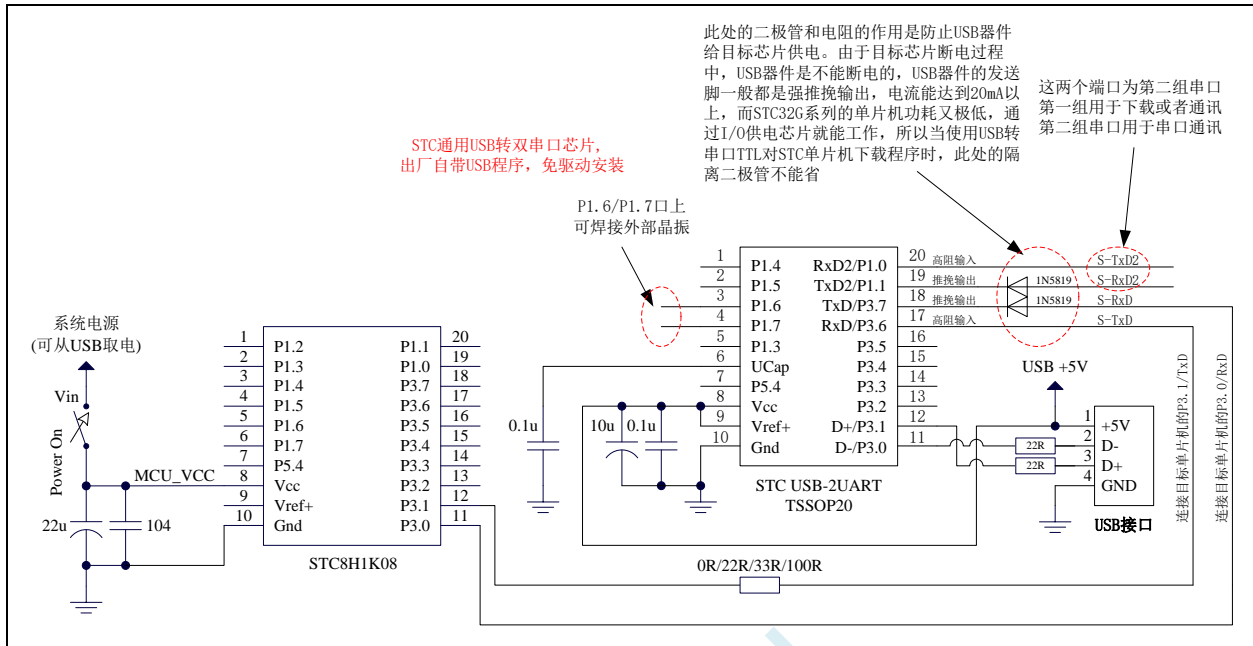 此处的二极管和电阻的作用是防止USB器件
给目标芯片供电。由于目标芯片断电过程
中，USB器件是不能断电的，USB器件的发送
脚一般都是强推挽输出，电流能达到20mA以
上，而STC32G系列的单片机功耗又极低，通
过I/O供电芯片就能工作，所以当使用USB转
串口TTL对STC单片机下载程序时，此处的隔
离二极管不能省
这两个端口为第二组串口
第一组用于下载或者通讯
第二组串口用于串口通讯
STC通用USB转双串口芯片，
出厂自带USB程序，免驱动安装
P1.6/P1.7口上
可焊接外部晶振
1 P1.4 RxD2/P1.0 20 高阻输入 S-TxD2
2 P1.5 TxD2/P1.1 19 推挽输出 1N5819 S-RxD2
3 P1.6 TxD/P3.7 18 推挽输出 1N5819 S-RxD
4 P1.7 RxD/P3.6 17 高阻输入 S-TxD
5 P1.3 P3.5 16
6 UCap P3.4 15
7 P5.4 P3.3 14
8 Vcc P3.2 13
9 Vref+ D+/P3.1 12
10 Gnd D-/P3.0 11
STC USB-2UART
TSSOP20
0.1u
10u
0.1u
22R
22R
USB +5V
1 +5V
2 D-
3 D+
4 GND
USB接口
连接目标单片机的P3.1/TxD
连接目标单片机的P3.0/RxD
系统电源
(可从USB取电)
Vin
Power On
MCU_VCC
22u
104
1 P1.2 P1.1 20
2 P1.3 P1.0 19
3 P1.4 P3.7 18
4 P1.5 P3.6 17
5 P1.6 P3.5 16
6 P1.7 P3.4 15
7 P5.4 P3.3 14
8 Vcc P3.2 13
9 Vref+ P3.1 12
10 Gnd P3.0 11
STC8H1K08
0R/22R/33R/100R